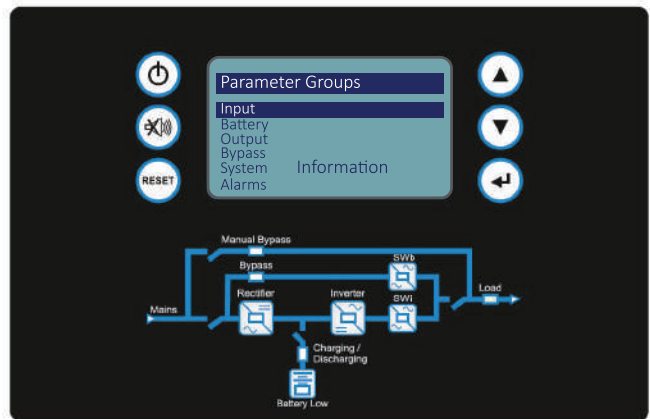 Parameter Groups
Input
Battery
Output
Bypass
System Information
Alarms
RESET
Manual Bypass
Bypass
SWb
Rectifier
Inverter
SWi
Load
Mains
Charging /
Discharging
Battery Low